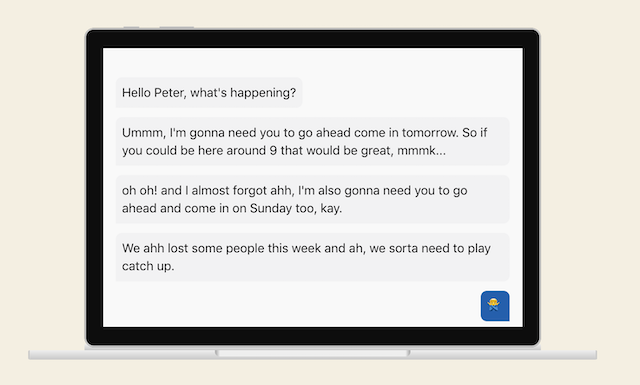 Hello Peter, what's happening?
Ummm, I'm gonna need you to go ahead come in tomorrow. So if
you could be here around 9 that would be great, mmmk...
oh oh! and I almost forgot ahh, I'm also gonna need you to go
ahead and come in on Sunday too, kay.
We ahh lost some people this week and ah, we sorta need to play
catch up.